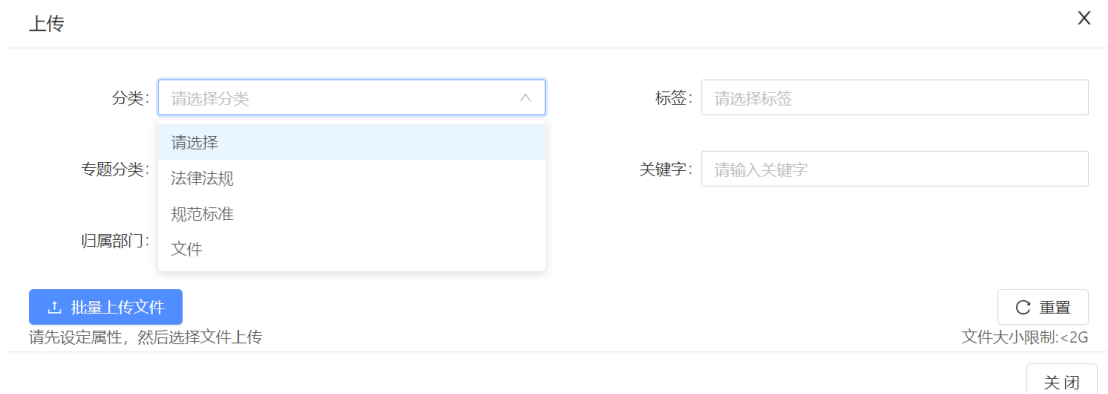 上传
分类: 请选择分类
标签: 请选择标签
请选择
专题分类:
法律法规
关键字: 请输入关键字
规范标准
归属部门:
文件
批量上传文件
重置
请先设定属性，然后选择文件上传
文件大小限制:<2G
关 闭